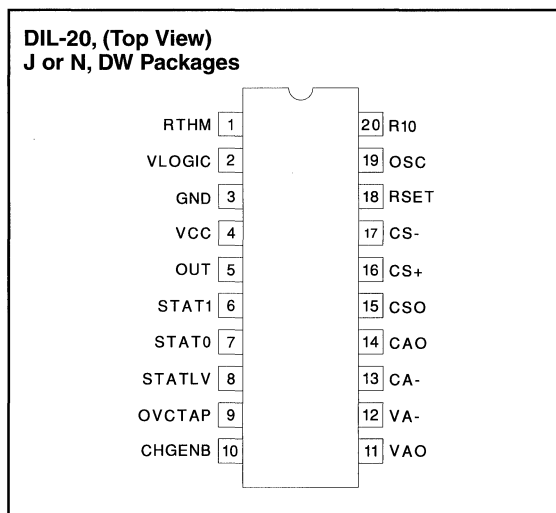 DIL-20, (Top View)
J or N, DW Packages
RTHM 1 20 R10
VLOGIC 2 19 OSC
GND 3 18 RSET
VCC 4 17 CS-
OUT 5 16 CS+
STAT1 6 15 CSO
STAT0 7 14 CAO
STATLV 8 13 CA-
OVCTAP 9 12 VA-
CHGENB 10 11 VAO